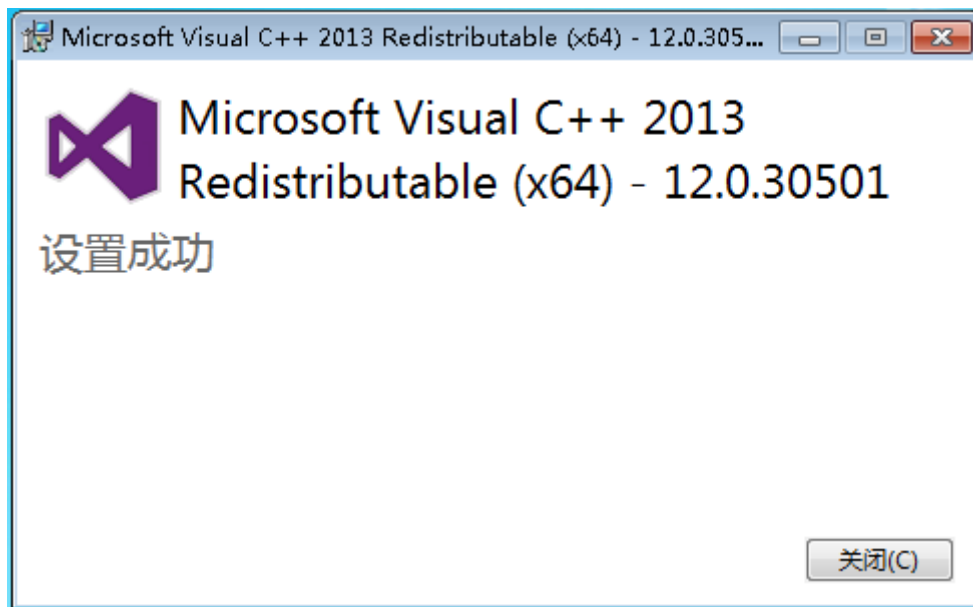 Microsoft Visual C++ 2013 Redistributable (x64) - 12.0.305...
Microsoft Visual C++ 2013
Redistributable (x64) - 12.0.30501
设置成功
关闭(C)